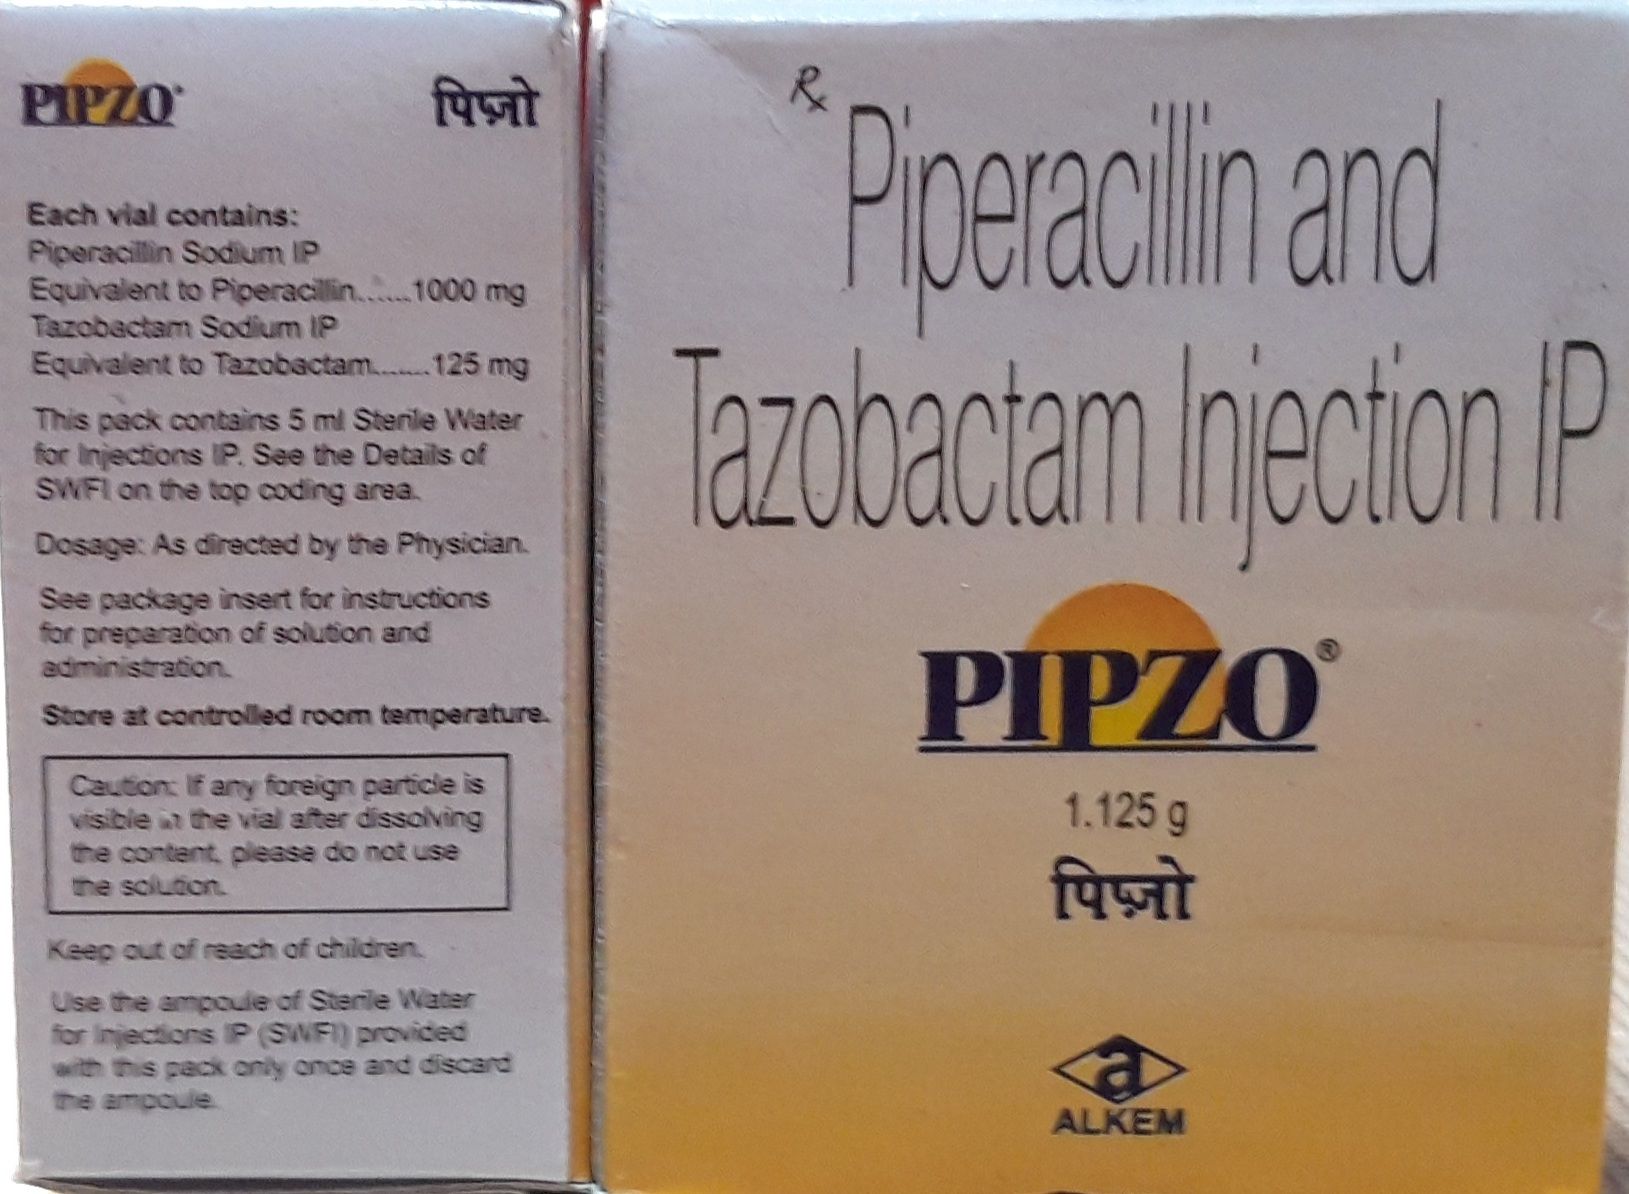 PIPZO®
पिप्ज़ो
Each vial contains:
Piperacillin Sodium IP
Equivalent to Piperacillin.......1000 mg
Tazobactam Sodium IP
Equivalent to Tazobactam.......125 mg
This pack contains 5 ml Sterile Water
for Injections IP. See the Details of
SWFI on the top coding area.
Dosage: As directed by the Physician.
See package insert for instructions
for preparation of solution and
administration.
Store at controlled room temperature.
Caution: If any foreign particle is
visible in the vial after dissolving
the content, please do not use
the solution.
Keep out of reach of children.
Use the ampoule of Sterile Water
for Injections IP (SWFI) provided
with this pack only once and discard
the ampoule.
Rx
Piperacillin and
Tazobactam Injection IP
PIPZO®
1.125 g
पिप्ज़ो
a
ALKEM